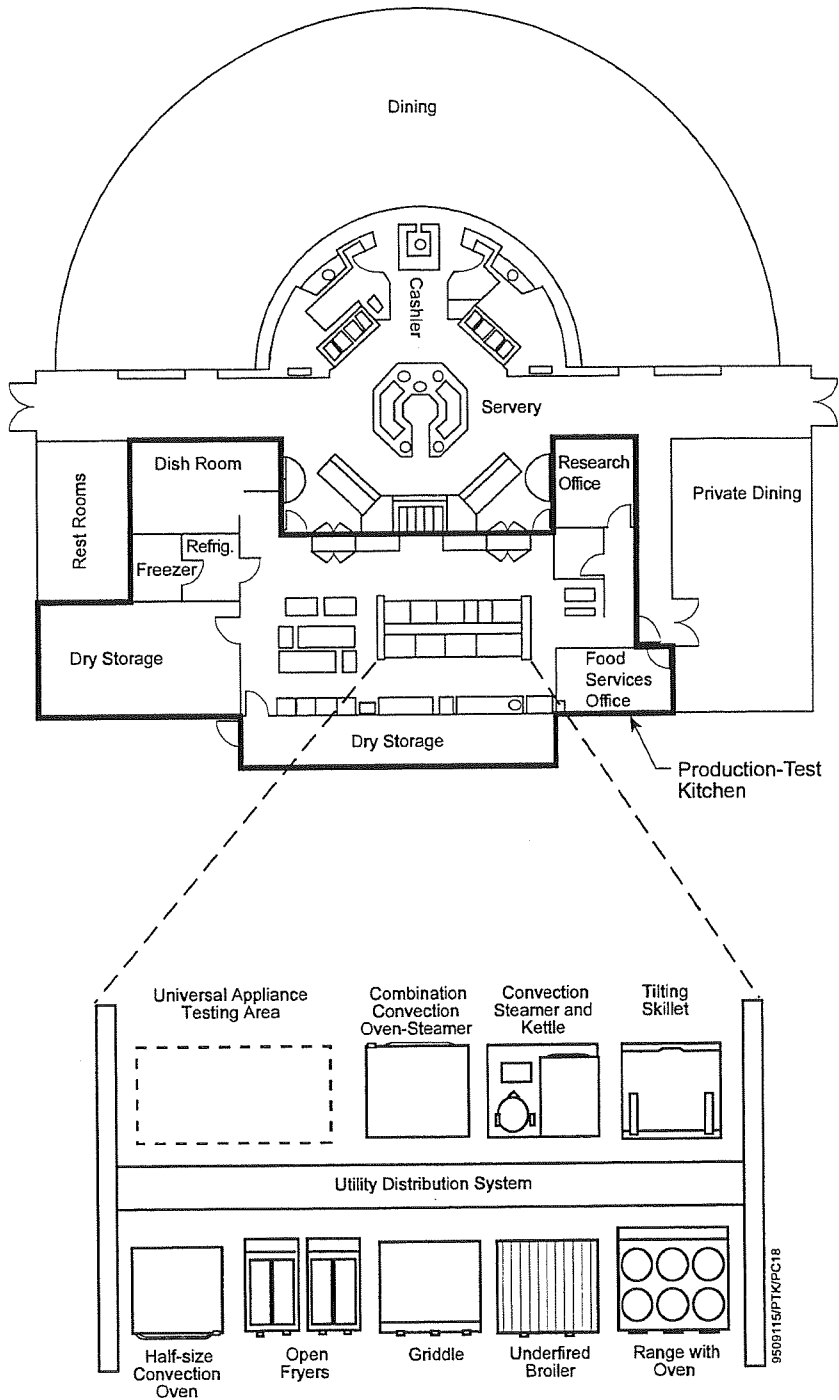 Dining
Cashier
Servery
Dish Room
Research
Office
Private Dining
Rest Rooms
Refrig.
Freezer
Dry Storage
Food
Services
Office
Dry Storage
Production-Test
Kitchen
Universal Appliance
Testing Area
Combination
Convection
Oven-Steamer
Convection
Steamer and
Kettle
Tilting
Skillet
Utility Distribution System
Half-size
Convection
Oven
Open
Fryers
Griddle
Underfired
Broiler
Range with
Oven
9509115/PTK/PC18